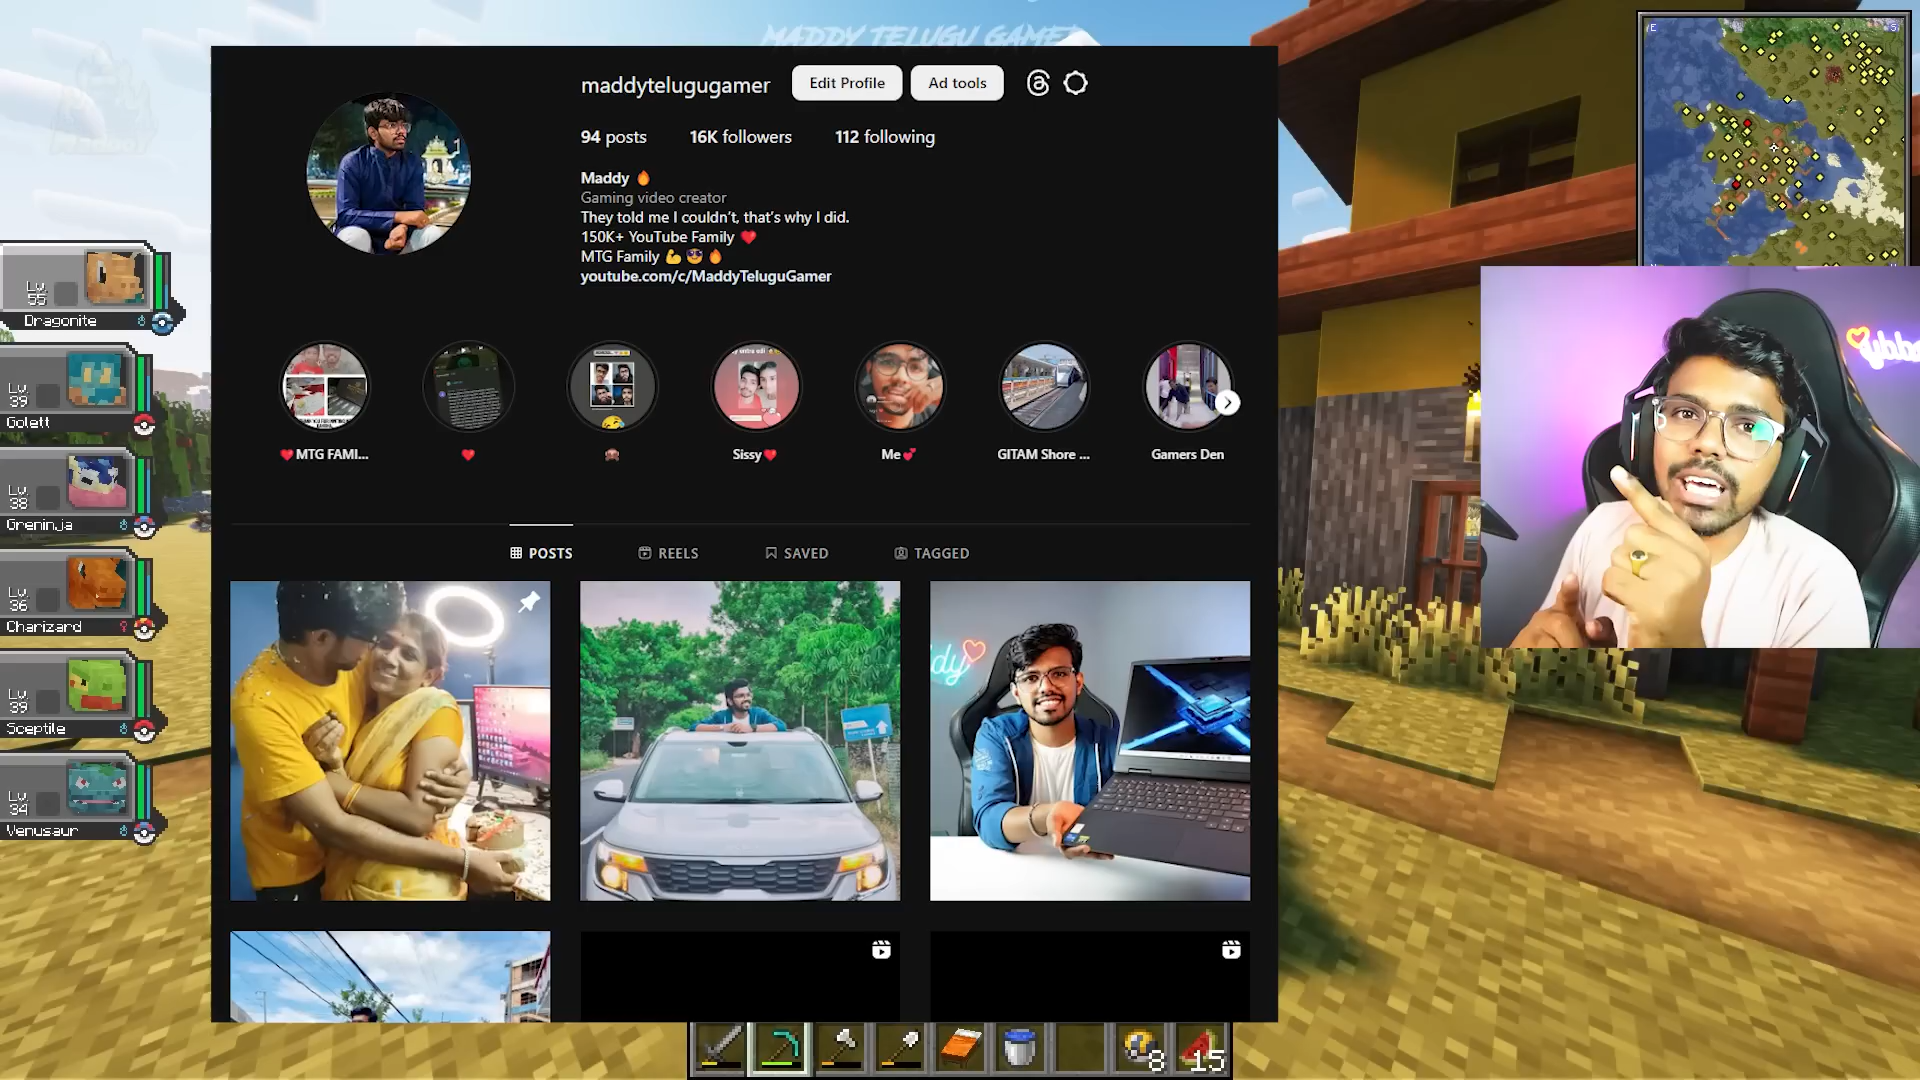 MADDY TELUGU GAMER
maddytelugugamer
Edit Profile
Ad tools
94 posts
16K followers
112 following
Maddy 🔥
Gaming video creator
They told me I couldn't, that's why I did.
150K+ YouTube Family ❤️
MTG Family 💪 😎 🔥
youtube.com/c/MaddyTeluguGamer
❤️ MTG FAMI...
❤️
Sissy❤️
Me💕
GITAM Shore ...
Gamers Den
POSTS
REELS
SAVED
TAGGED
Lv. 55
Dragonite
Lv. 39
Golett
Lv. 38
Greninja
Lv. 36
Charizard
Lv. 39
Sceptile
Lv. 34
Venusaur
E
S
8
15